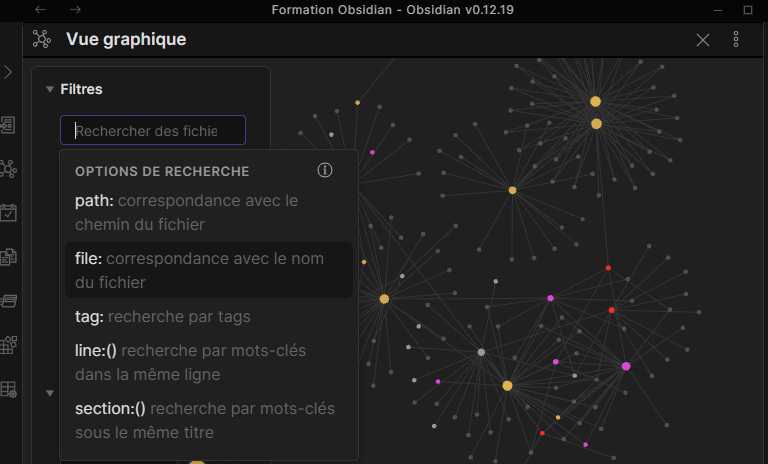 Formation Obsidian - Obsidian v0.12.19
Vue graphique
Filtres
Rechercher des fichie
OPTIONS DE RECHERCHE
path: correspondance avec le
chemin du fichier
file: correspondance avec le nom
du fichier
tag: recherche par tags
line:() recherche par mots-clés
dans la même ligne
section:() recherche par mots-clés
sous le même titre